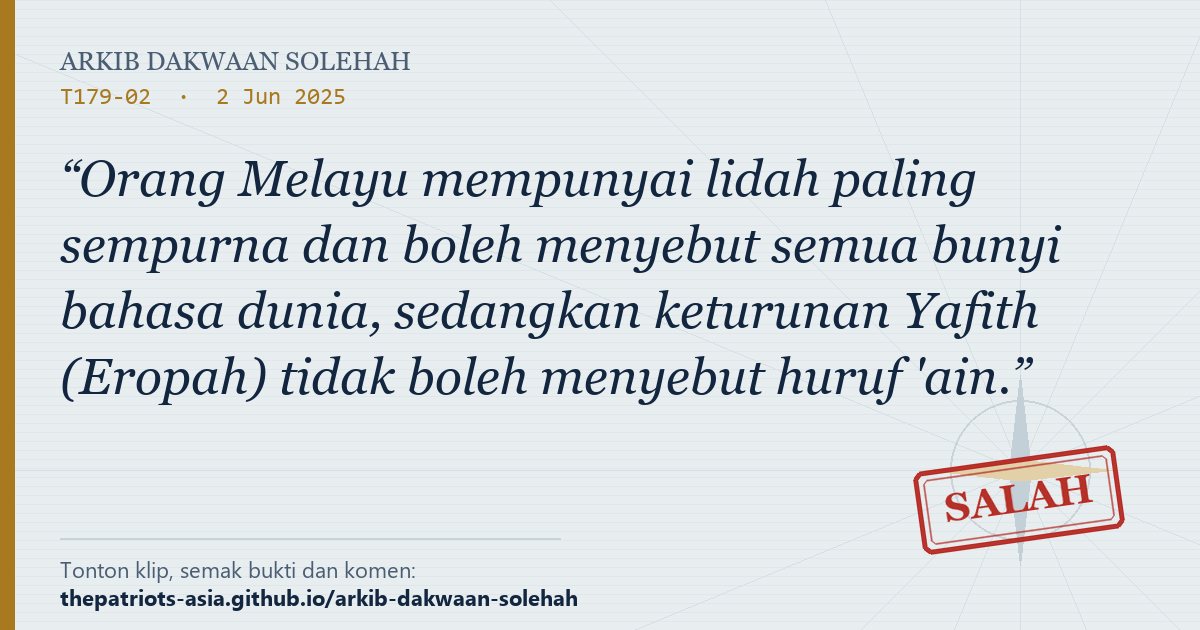 ARKIB DAKWAAN SOLEHAH
T179-02 · 2 Jun 2025
“Orang Melayu mempunyai lidah paling
sempurna dan boleh menyebut semua bunyi
bahasa dunia, sedangkan keturunan Yafith
(Eropah) tidak boleh menyebut huruf 'ain.”
SALAH
Tonton klip, semak bukti dan komen:
thepatriots-asia.github.io/arkib-dakwaan-solehah